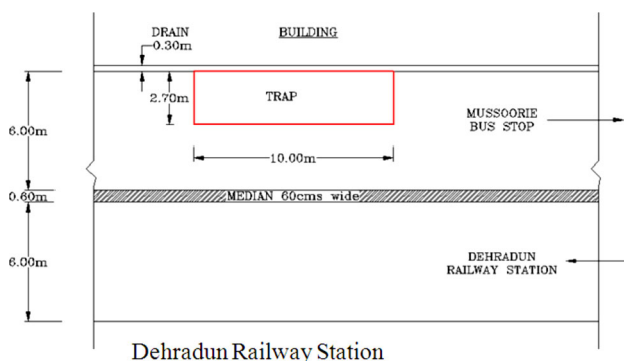 DRAIN
0.30m
BUILDING
2.70m
TRAP
6.00m
MUSSOORIE
BUS STOP
10.00m
0.60m
MEDIAN 60cms wide
6.00m
DEHRADUN
RAILWAY STATION
Dehradun Railway Station